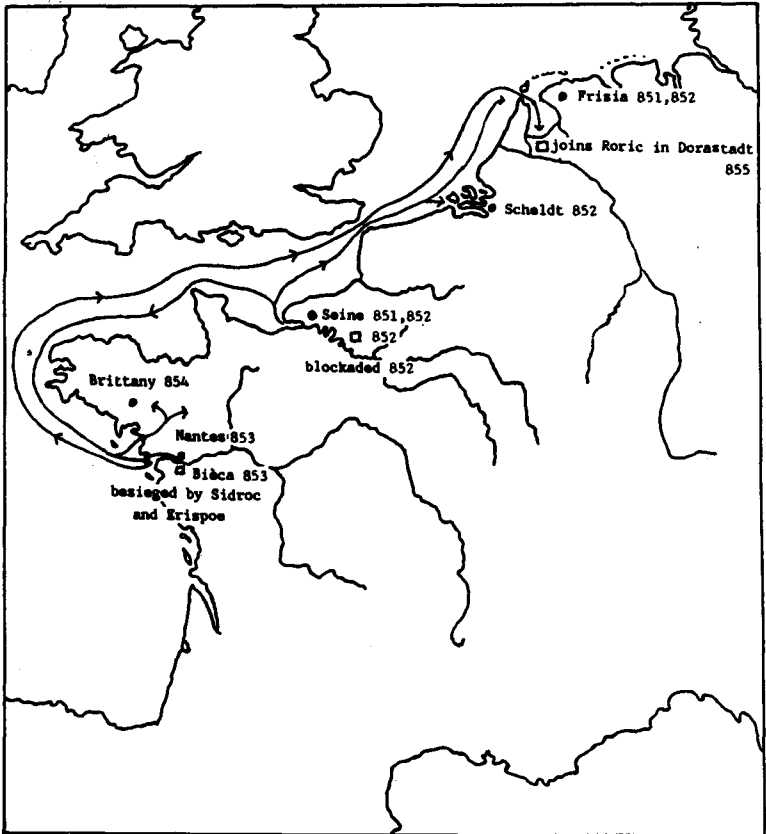 Frisia 851,852
joins Roric in Dorastadt
855
Scheldt 852
Seine 851,852
852
blockaded 852
Brittany 854
Nantes 853
Bièca 853
besieged by Sidroc
and Erispoe